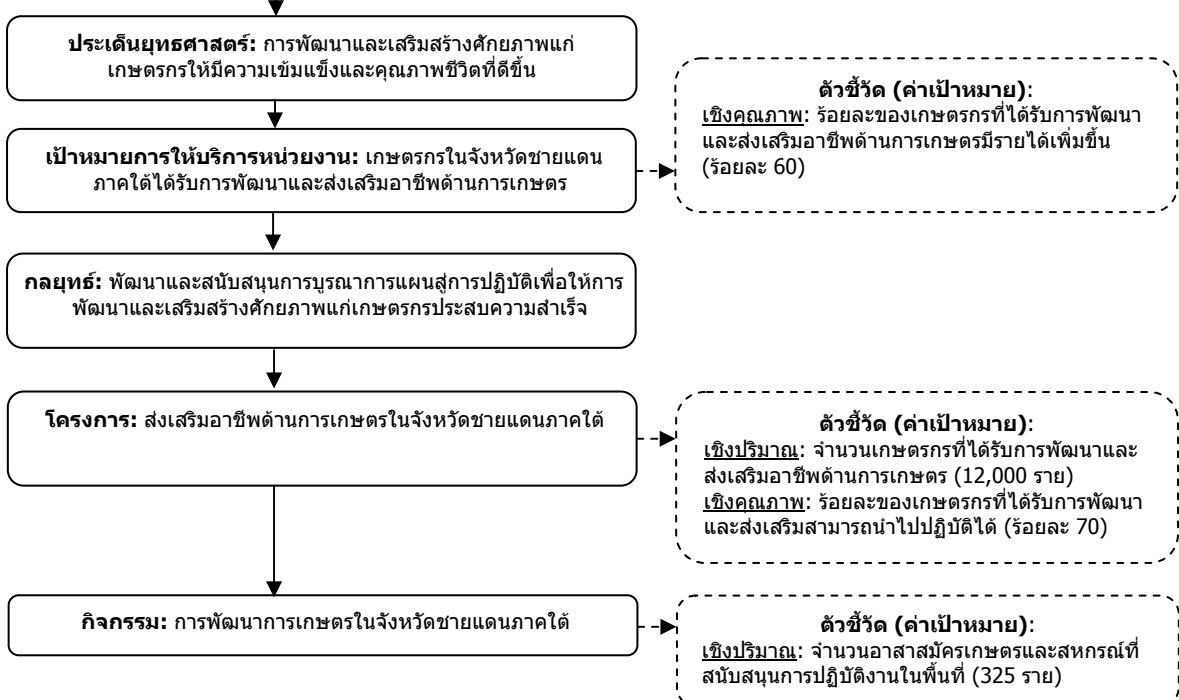 ประเด็นยุทธศาสตร์: การพัฒนาและเสริมสร้างศักยภาพแก่
เกษตรกรให้มีความเข้มแข็งและคุณภาพชีวิตที่ดีขึ้น
เป้าหมายการให้บริการหน่วยงาน: เกษตรกรในจังหวัดชายแดน
ภาคใต้ได้รับการพัฒนาและส่งเสริมอาชีพด้านการเกษตร
ตัวชี้วัด (ค่าเป้าหมาย):
เชิงคุณภาพ: ร้อยละของเกษตรกรที่ได้รับการพัฒนา
และส่งเสริมอาชีพด้านการเกษตรมีรายได้เพิ่มขึ้น
(ร้อยละ 60)
กลยุทธ์: พัฒนาและสนับสนุนการบูรณาการแผนสู่การปฏิบัติเพื่อให้การ
พัฒนาและเสริมสร้างศักยภาพแก่เกษตรกรประสบความสำเร็จ
โครงการ: ส่งเสริมอาชีพด้านการเกษตรในจังหวัดชายแดนภาคใต้
ตัวชี้วัด (ค่าเป้าหมาย):
เชิงปริมาณ: จำนวนเกษตรกรที่ได้รับการพัฒนาและ
ส่งเสริมอาชีพด้านการเกษตร (12,000 ราย)
เชิงคุณภาพ: ร้อยละของเกษตรกรที่ได้รับการพัฒนา
และส่งเสริมสามารถนำไปปฏิบัติได้ (ร้อยละ 70)
กิจกรรม: การพัฒนาการเกษตรในจังหวัดชายแดนภาคใต้
ตัวชี้วัด (ค่าเป้าหมาย):
เชิงปริมาณ: จำนวนอาสาสมัครเกษตรและสหกรณ์ที่
สนับสนุนการปฏิบัติงานในพื้นที่ (325 ราย)